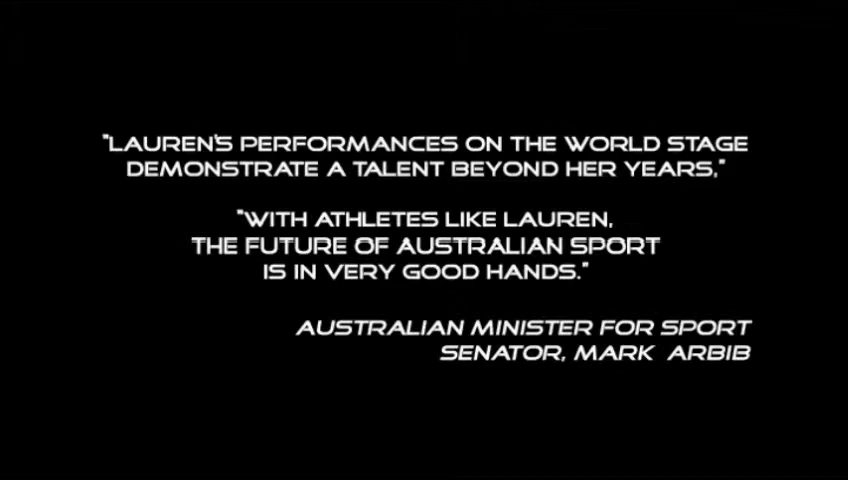 "LAUREN'S PERFORMANCES ON THE WORLD STAGE
DEMONSTRATE A TALENT BEYOND HER YEARS,"
"WITH ATHLETES LIKE LAUREN,
THE FUTURE OF AUSTRALIAN SPORT
IS IN VERY GOOD HANDS."
AUSTRALIAN MINISTER FOR SPORT
SENATOR, MARK ARBIB